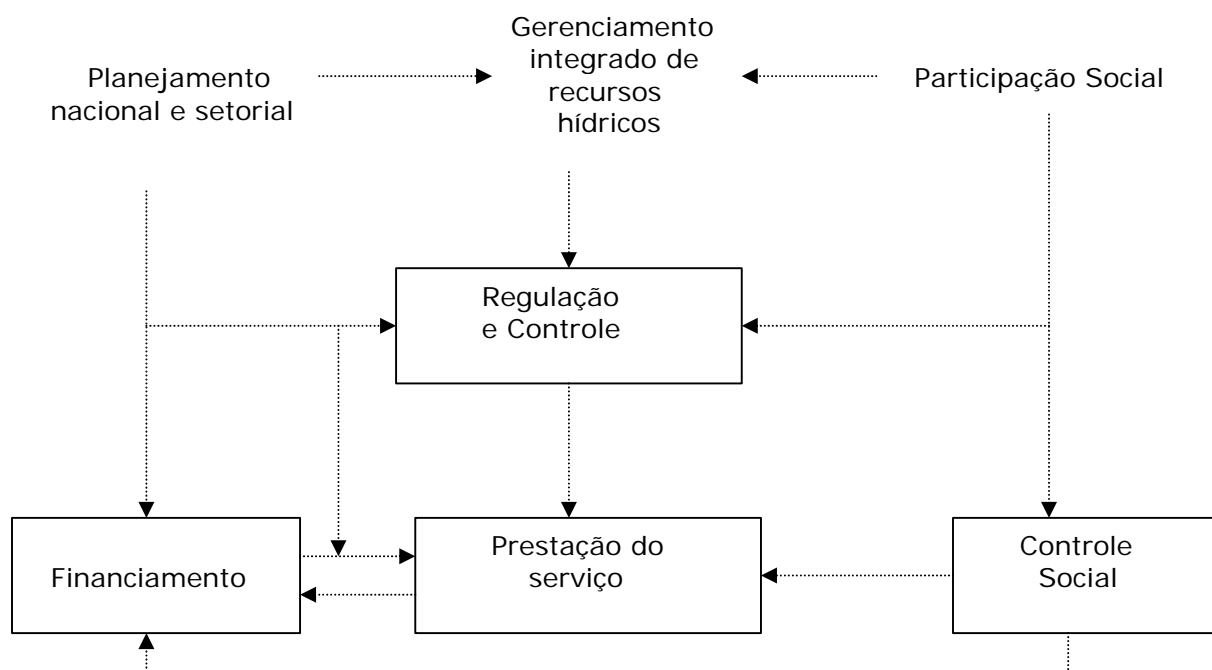 Planejamento
nacional e setorial
Gerenciamento
integrado de
recursos
hídricos
Participação Social
Regulação
e Controle
Financiamento
Prestação do
serviço
Controle
Social